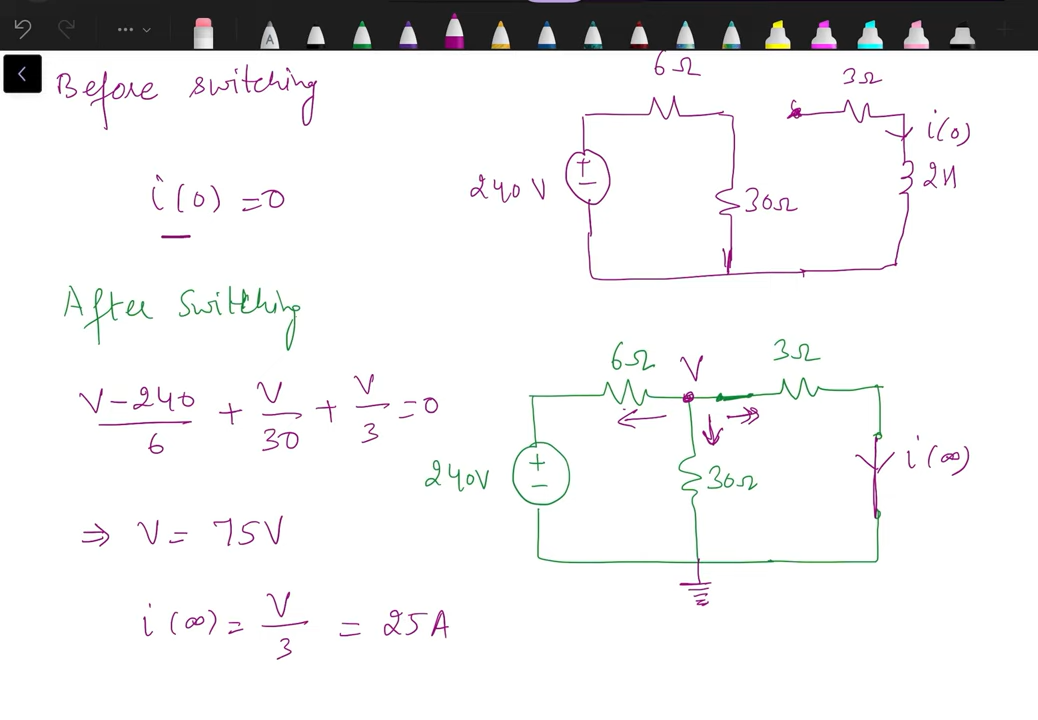 A
Before switching
6Ω
3Ω
i(0)
240 V
30Ω
2H
i(0) = 0
After switching
6Ω
V
3Ω
V-240/6 + V/30 + V/3 = 0
240V
30Ω
i(∞)
⇒ V = 75V
i(∞) = V/3 = 25A